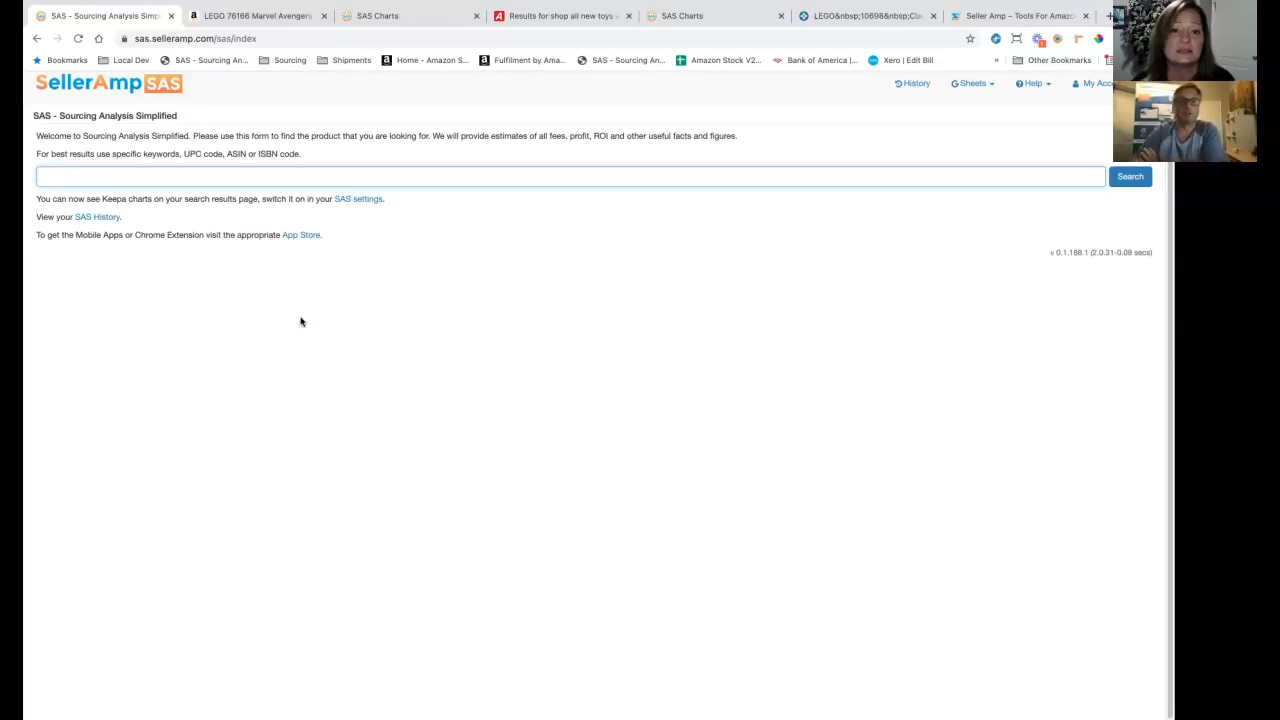 SAS - Sourcing Analysis Simpl
LEGO 76166 Marvel Avengers
SAS Charts
Results for shop all new toys a
SAS Charts
LEGO&nbsp;10698&nbsp;Cla
Seller Amp – Tools For Amazo
sas.selleramp.com/sas/index
Bookmarks
Local Dev
SAS - Sourcing An...
Sourcing
Shipments
Home - Amazon S...
Fulfilment by Ama...
SAS - Sourcing An...
Amazon Stock V2...
Bank of America |...
Xero | Edit Bill
»
Other Bookmarks
SellerAmp SAS
History
Sheets
Help
My Acco
SAS - Sourcing Analysis Simplified
Welcome to Sourcing Analysis Simplified. Please use this form to find the product that you are looking for. We will provide estimates of all fees, profit, ROI and other useful facts and figures.
For best results use specific keywords, UPC code, ASIN or ISBN code.
Search
You can now see Keepa charts on your search results page, switch it on in your SAS settings.
View your SAS History.
To get the Mobile Apps or Chrome Extension visit the appropriate App Store.
v 0.1.188.1 (2.0.31-0.08 secs)